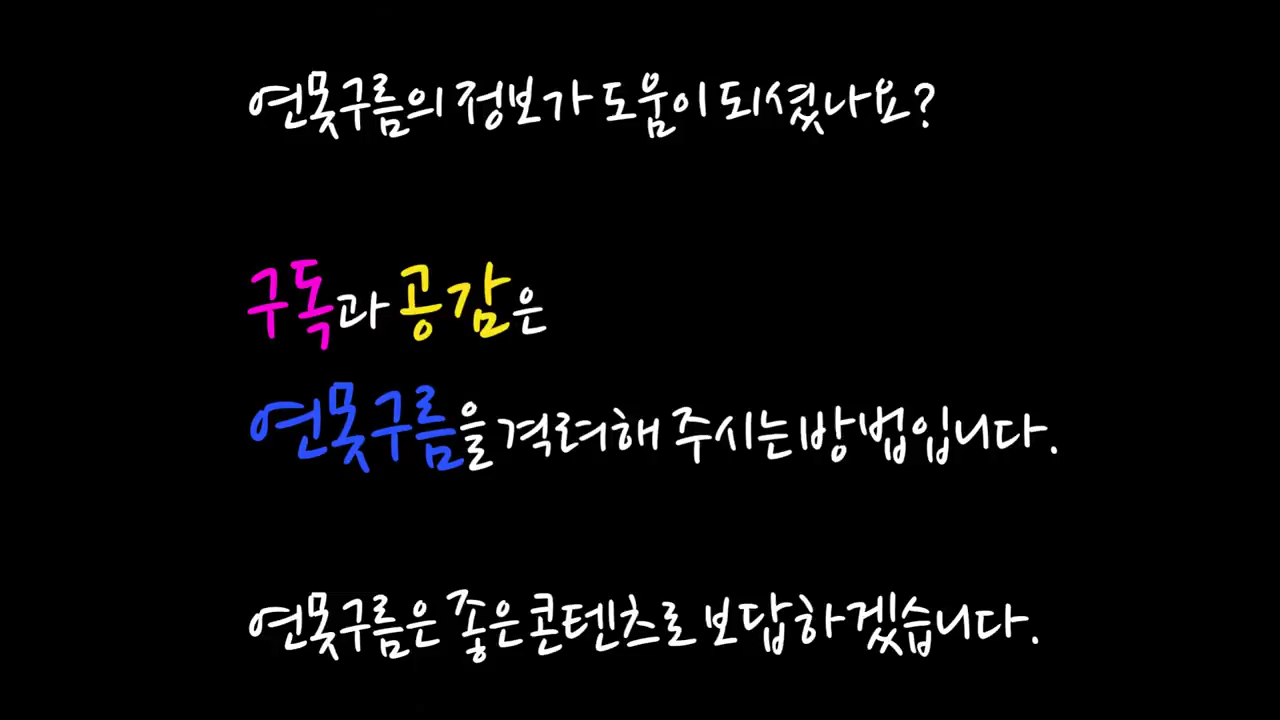 연못구름의 정보가 도움이 되셨나요?
구독과 공감은
연못구름을 격려해 주시는 방법입니다.
연못구름은 좋은 콘텐츠로 보답하겠습니다.